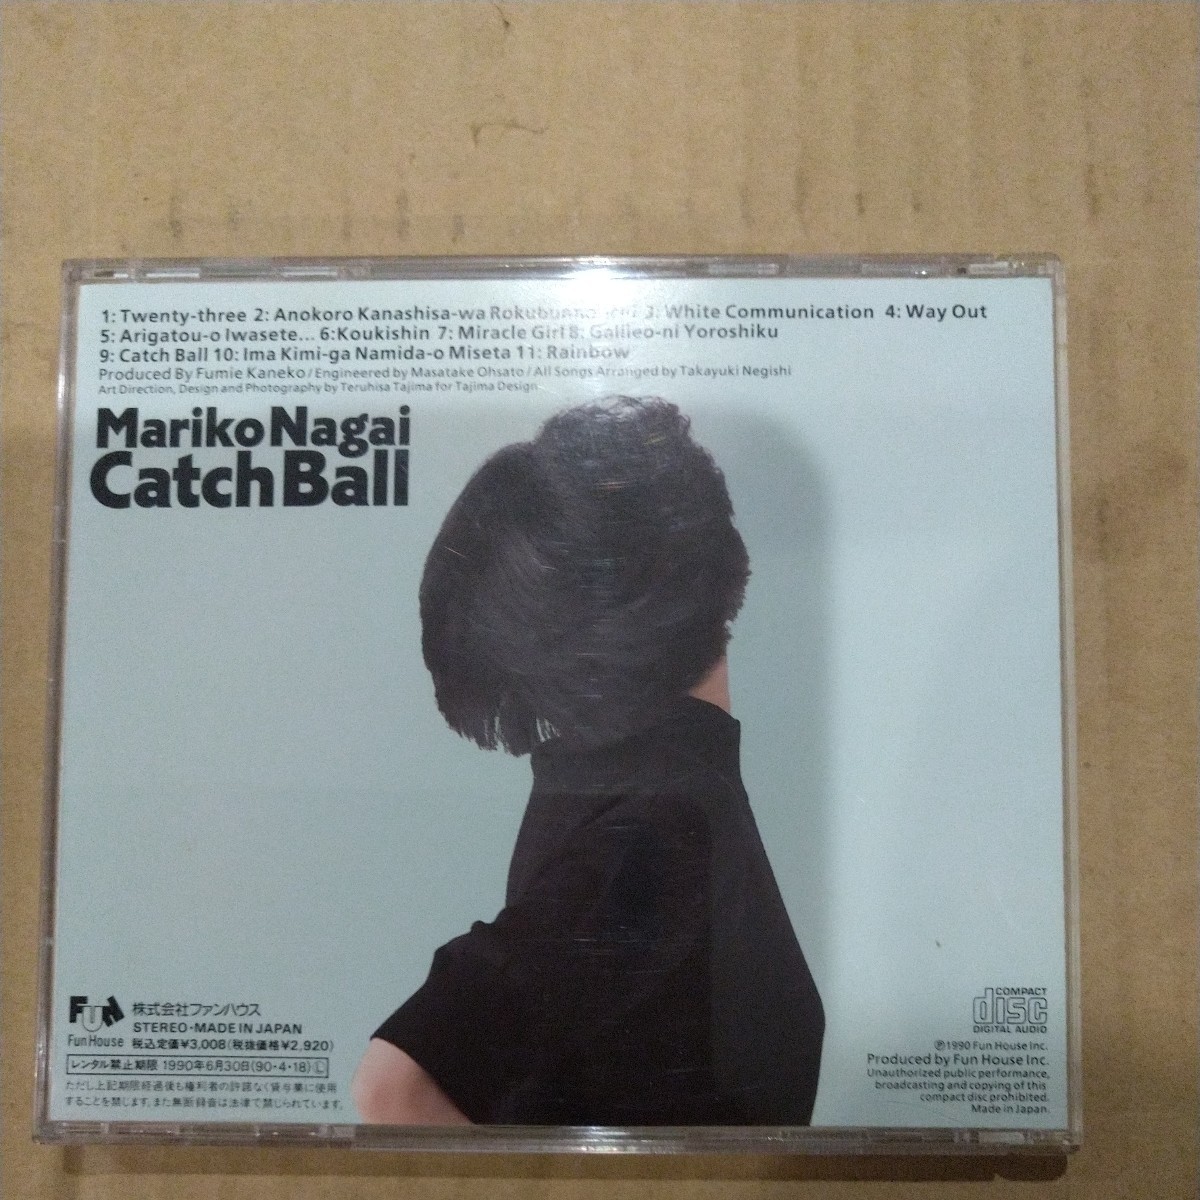 1: Twenty-three 2: Anokoro Kanashisa-wa 3: White Communication 4: Way Out
5: Arigatou-o Iwasete... 6:Koukishin 7: Miracle Girl 8: Galileo-ni Yoroshiku
9: Catch Ball 10: Ima Kimi-ga Namida-o Miseta 11: Rainbow
Produced By Fumie Kaneko / Engineered by Masatake Ohsato / All Songs Arranged by Takayuki Negishi
Art Direction, Design and Photography by Teruhisa Tajima for Tajima Design
Mariko Nagai
Catch Ball
FUN
Fun House
株式会社ファンハウス
STEREO・MADE IN JAPAN
税込定価¥3,008(税抜価格¥2,920)
レンタル禁止期限 1990年6月30日(90・4・18)Ⓛ
ただし上記期限経過後も権利者の許諾なく賃与業に使用
することを禁じます。また無断録音は法律で禁じられています。
COMPACT
disc
DIGITAL AUDIO
Ⓟ1990 Fun House Inc.
Produced by Fun House Inc.
Unauthorized public performance,
broadcasting and copying of this
compact disc prohibited.
Made in Japan.